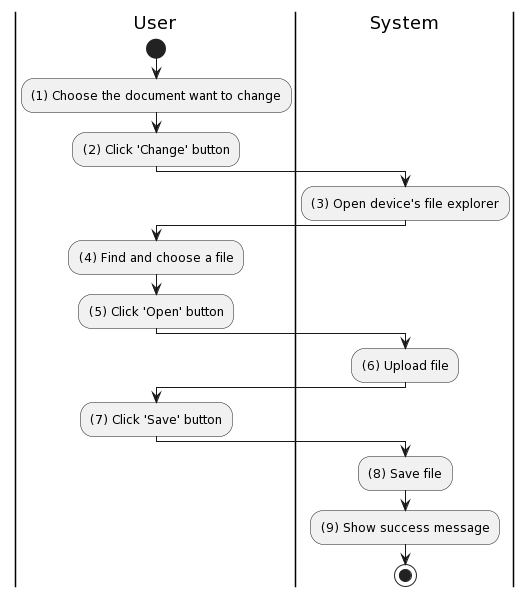 User
System
(1) Choose the document want to change
(2) Click 'Change' button
(3) Open device's file explorer
(4) Find and choose a file
(5) Click 'Open' button
(6) Upload file
(7) Click 'Save' button
(8) Save file
(9) Show success message